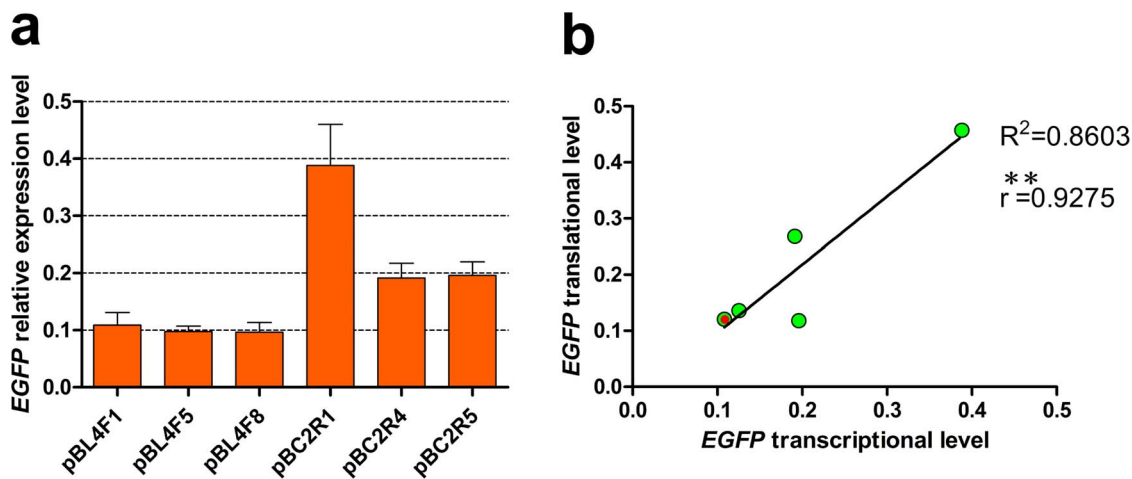 a
EGFP relative expression level
0.5
0.4
0.3
0.2
0.1
0.0
pBL4F1
pBL4F5
pBL4F8
pBC2R1
pBC2R4
pBC2R5
b
EGFP translational level
0.5
0.4
0.3
0.2
0.1
0.0
0.0 0.1 0.2 0.3 0.4 0.5
EGFP transcriptional level
R²=0.8603
**
r =0.9275